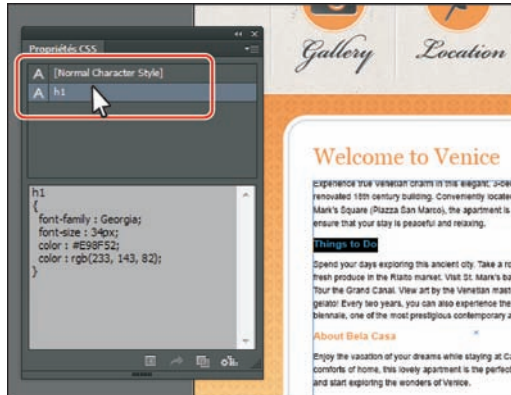 Propriétés CSS
A [Normal Character Style]
A h1
h1
{
font-family : Georgia;
font-size : 34px;
color : #E98F52;
color : rgb(233, 143, 82);
}
Gallery Location
Welcome to Venice
Experience true Venetian charm in this elegant, 3-bed
renovated 18th century building. Conveniently located
Mark's Square (Piazza San Marco), the apartment is
ensure that your stay is peaceful and relaxing.
Things to Do
Spend your days exploring this ancient city. Take a ro
fresh produce in the Rialto market. Visit St. Mark's ba
Tour the Grand Canal. View art by the Venetian mast
gelato! Every two years, you can also experience the
biennale, one of the most prestigious contemporary a
About Bela Casa
Enjoy the vacation of your dreams while staying at Ca
comforts of home, this lovely apartment is the perfect
and start exploring the wonders of Venice.